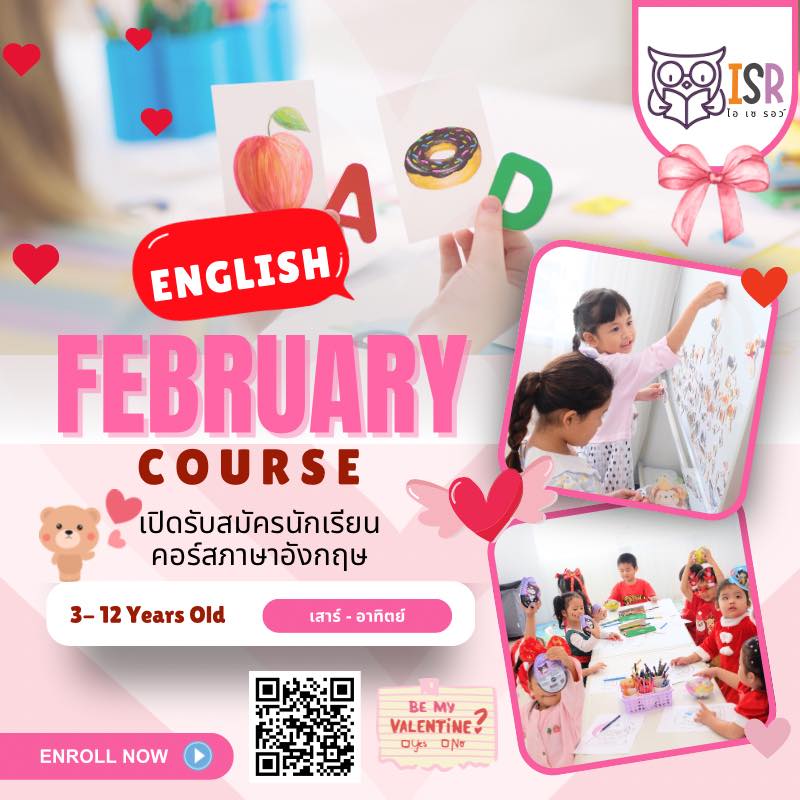 ISR
ไอ เซ รอว์
A
D
ENGLISH
FEBRUARY
COURSE
เปิดรับสมัครนักเรียน
คอร์สภาษาอังกฤษ
3- 12 Years Old
เสาร์ - อาทิตย์
BE MY
VALENTiNE?
Yes No
ENROLL NOW